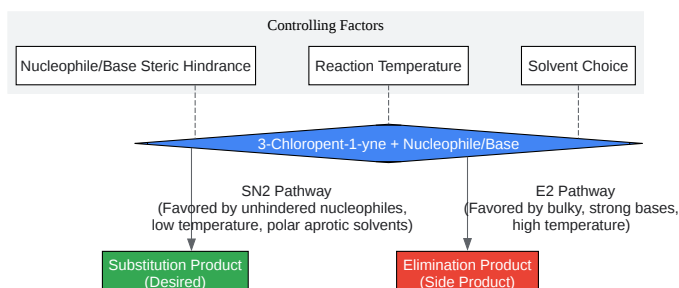 Controlling Factors
Nucleophile/Base Steric Hindrance
Reaction Temperature
Solvent Choice
3-Chloropent-1-yne + Nucleophile/Base
SN2 Pathway
(Favored by unhindered nucleophiles,
low temperature, polar aprotic solvents)
E2 Pathway
(Favored by bulky, strong bases,
high temperature)
Substitution Product
(Desired)
Elimination Product
(Side Product)